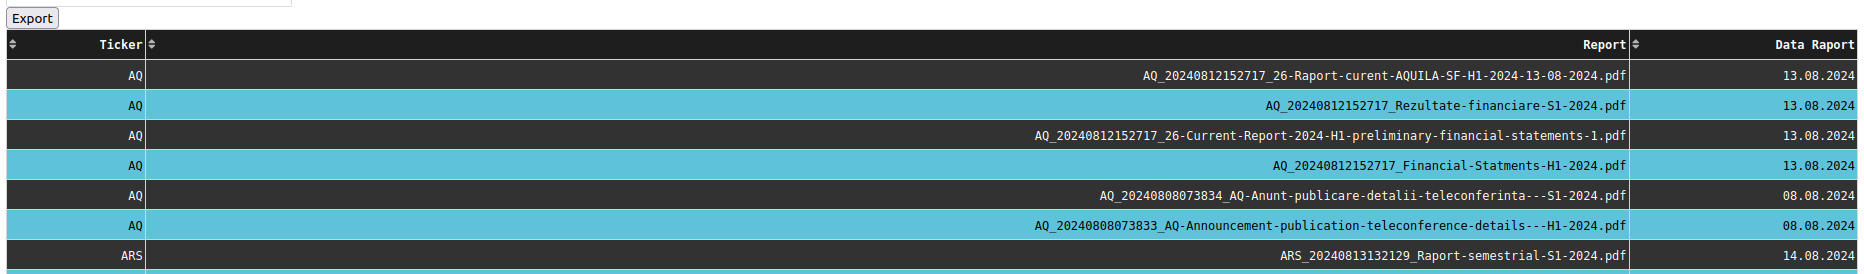 Export
Ticker Report Data Raport
AQ AQ_20240812152717_26-Raport-curent-AQUILA-SF-H1-2024-13-08-2024.pdf 13.08.2024
AQ AQ_20240812152717_Rezultate-financiare-S1-2024.pdf 13.08.2024
AQ AQ_20240812152717_26-Current-Report-2024-H1-preliminary-financial-statements-1.pdf 13.08.2024
AQ AQ_20240812152717_Financial-Statments-H1-2024.pdf 13.08.2024
AQ AQ_20240808073834_AQ-Anunt-publicare-detalii-teleconferinta---S1-2024.pdf 08.08.2024
AQ AQ_20240808073833_AQ-Announcement-publication-teleconference-details---H1-2024.pdf 08.08.2024
ARS ARS_20240813132129_Raport-semestrial-S1-2024.pdf 14.08.2024